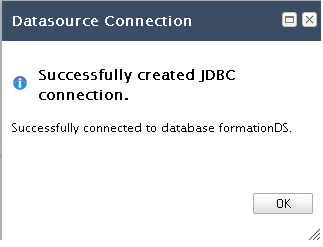 Datasource Connection
Successfully created JDBC
connection.
Successfully connected to database formationDS.
OK